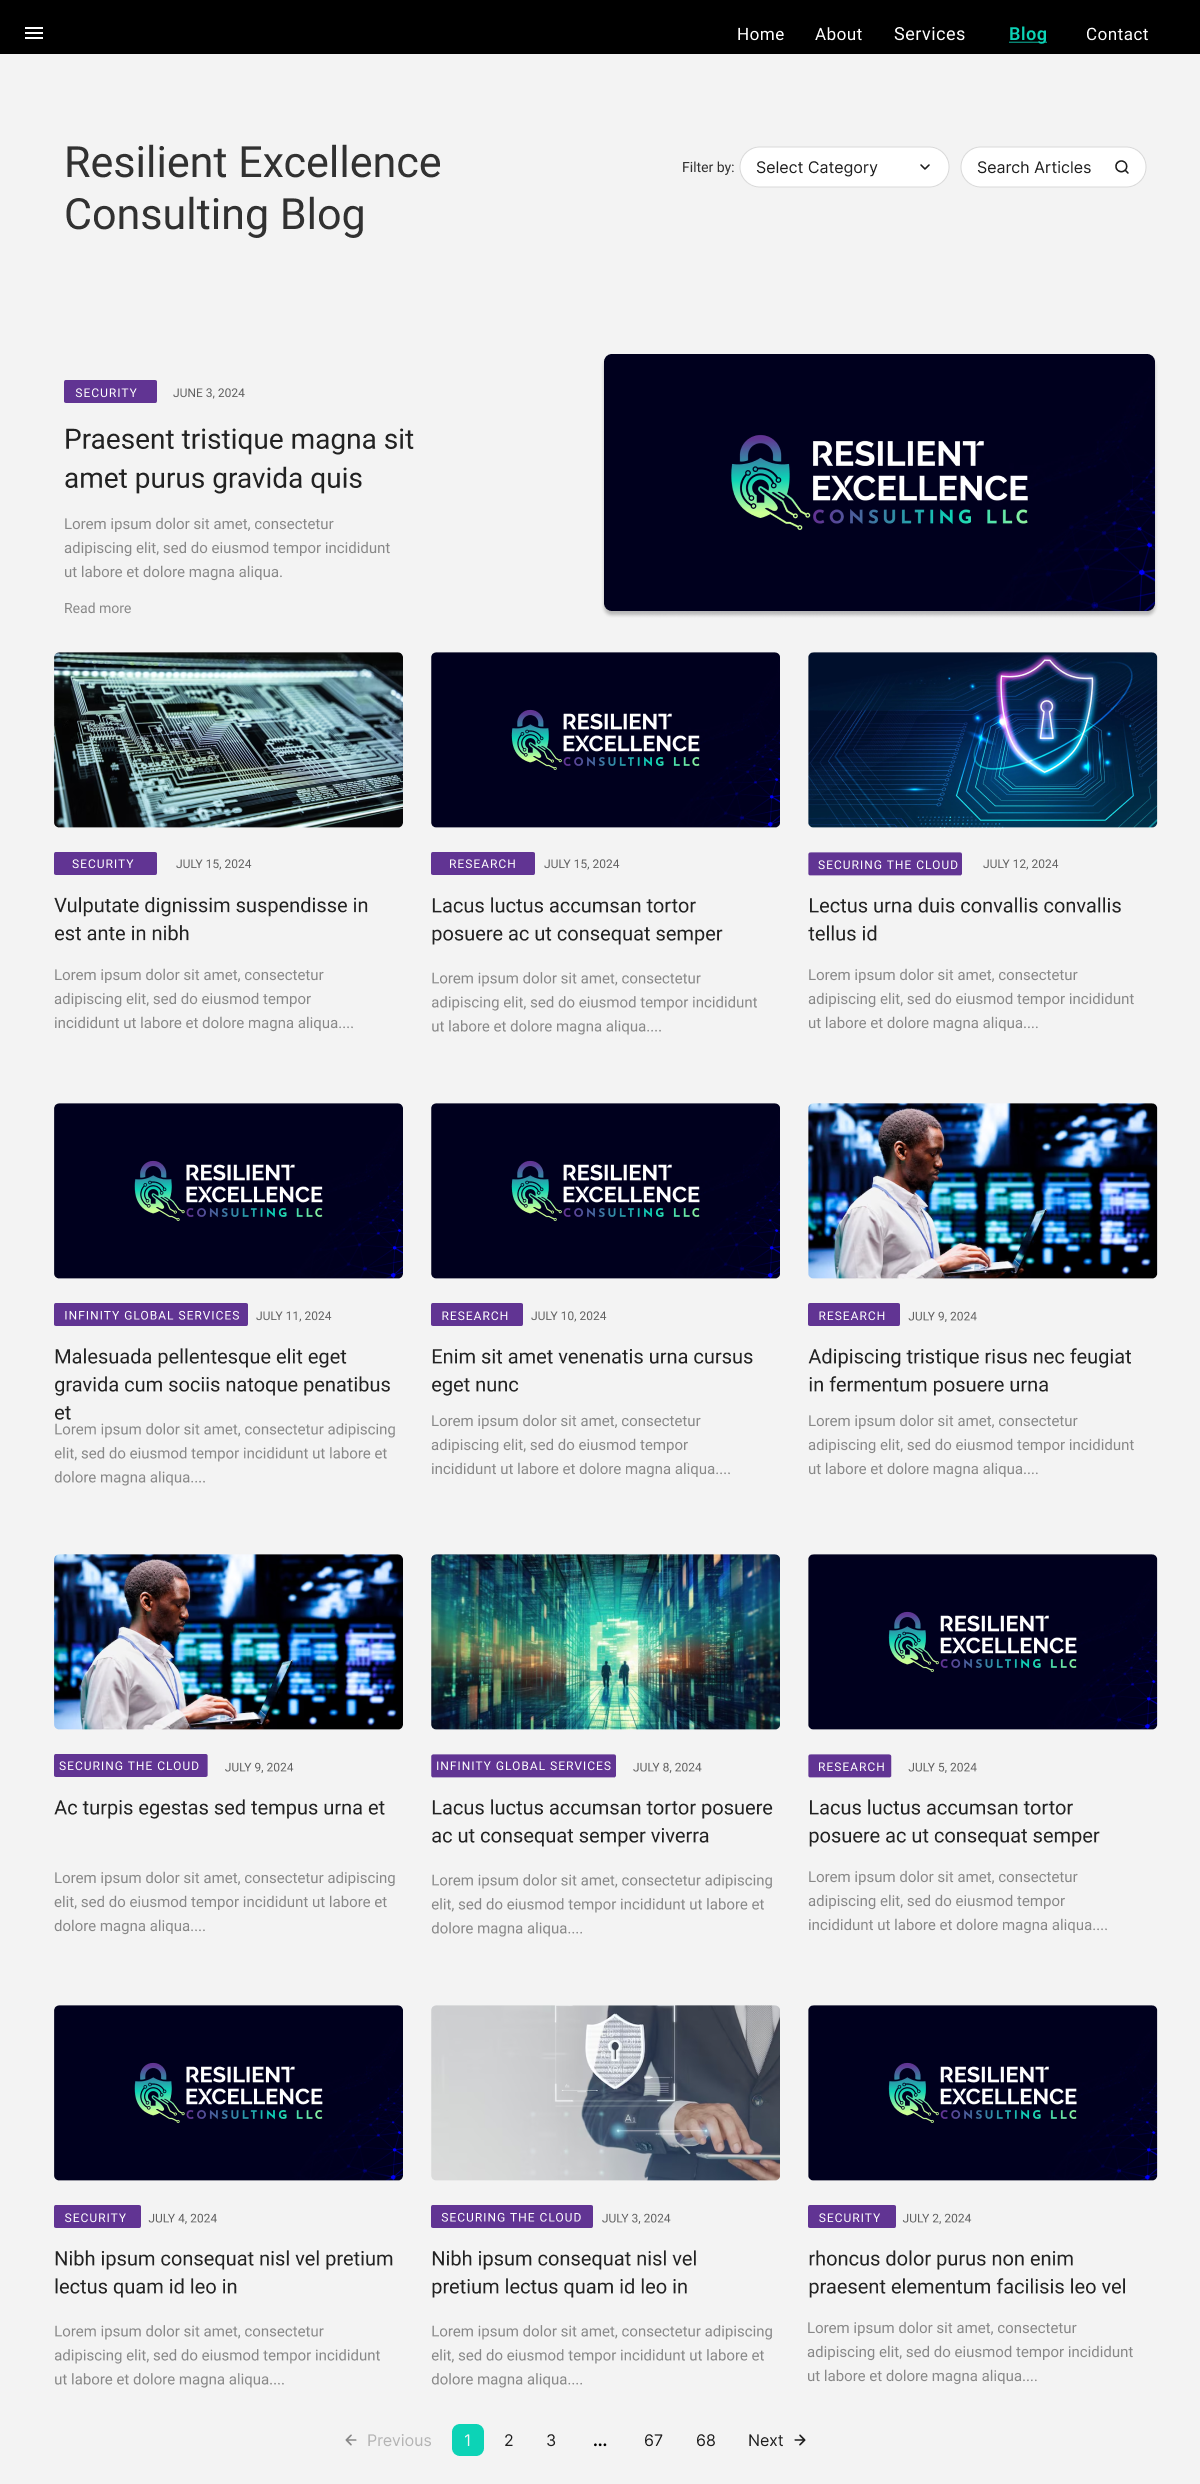 Home About Services Blog Contact
Resilient Excellence
Consulting Blog
Filter by: Select Category Search Articles
SECURITY JUNE 3, 2024
Praesent tristique magna sit
amet purus gravida quis
Lorem ipsum dolor sit amet, consectetur
adipiscing elit, sed do eiusmod tempor incididunt
ut labore et dolore magna aliqua.
Read more
RESILIENT
EXCELLENCE
CONSULTING LLC
RESILIENT
EXCELLENCE
CONSULTING LLC
SECURITY JULY 15, 2024
Vulputate dignissim suspendisse in
est ante in nibh
Lorem ipsum dolor sit amet, consectetur
adipiscing elit, sed do eiusmod tempor
incididunt ut labore et dolore magna aliqua....
RESEARCH JULY 15, 2024
Lacus luctus accumsan tortor
posuere ac ut consequat semper
Lorem ipsum dolor sit amet, consectetur
adipiscing elit, sed do eiusmod tempor incididunt
ut labore et dolore magna aliqua....
SECURING THE CLOUD JULY 12, 2024
Lectus urna duis convallis convallis
tellus id
Lorem ipsum dolor sit amet, consectetur
adipiscing elit, sed do eiusmod tempor incididunt
ut labore et dolore magna aliqua....
RESILIENT
EXCELLENCE
CONSULTING LLC
INFINITY GLOBAL SERVICES JULY 11, 2024
Malesuada pellentesque elit eget
gravida cum sociis natoque penatibus
et
Lorem ipsum dolor sit amet, consectetur adipiscing
elit, sed do eiusmod tempor incididunt ut labore et
dolore magna aliqua....
RESILIENT
EXCELLENCE
CONSULTING LLC
RESEARCH JULY 10, 2024
Enim sit amet venenatis urna cursus
eget nunc
Lorem ipsum dolor sit amet, consectetur
adipiscing elit, sed do eiusmod tempor
incididunt ut labore et dolore magna aliqua....
RESEARCH JULY 9, 2024
Adipiscing tristique risus nec feugiat
in fermentum posuere urna
Lorem ipsum dolor sit amet, consectetur
adipiscing elit, sed do eiusmod tempor incididunt
ut labore et dolore magna aliqua....
SECURING THE CLOUD JULY 9, 2024
Ac turpis egestas sed tempus urna et
Lorem ipsum dolor sit amet, consectetur adipiscing
elit, sed do eiusmod tempor incididunt ut labore et
dolore magna aliqua....
INFINITY GLOBAL SERVICES JULY 8, 2024
Lacus luctus accumsan tortor posuere
ac ut consequat semper viverra
Lorem ipsum dolor sit amet, consectetur adipiscing
elit, sed do eiusmod tempor incididunt ut labore et
dolore magna aliqua....
RESILIENT
EXCELLENCE
CONSULTING LLC
RESEARCH JULY 5, 2024
Lacus luctus accumsan tortor
posuere ac ut consequat semper
Lorem ipsum dolor sit amet, consectetur
adipiscing elit, sed do eiusmod tempor
incididunt ut labore et dolore magna aliqua....
RESILIENT
EXCELLENCE
CONSULTING LLC
SECURITY JULY 4, 2024
Nibh ipsum consequat nisl vel pretium
lectus quam id leo in
Lorem ipsum dolor sit amet, consectetur
adipiscing elit, sed do eiusmod tempor incididunt
ut labore et dolore magna aliqua....
SECURING THE CLOUD JULY 3, 2024
Nibh ipsum consequat nisl vel
pretium lectus quam id leo in
Lorem ipsum dolor sit amet, consectetur adipiscing
elit, sed do eiusmod tempor incididunt ut labore et
dolore magna aliqua....
RESILIENT
EXCELLENCE
CONSULTING LLC
SECURITY JULY 2, 2024
rhoncus dolor purus non enim
praesent elementum facilisis leo vel
Lorem ipsum dolor sit amet, consectetur
adipiscing elit, sed do eiusmod tempor incididunt
ut labore et dolore magna aliqua....
← Previous 1 2 3 ... 67 68 Next →